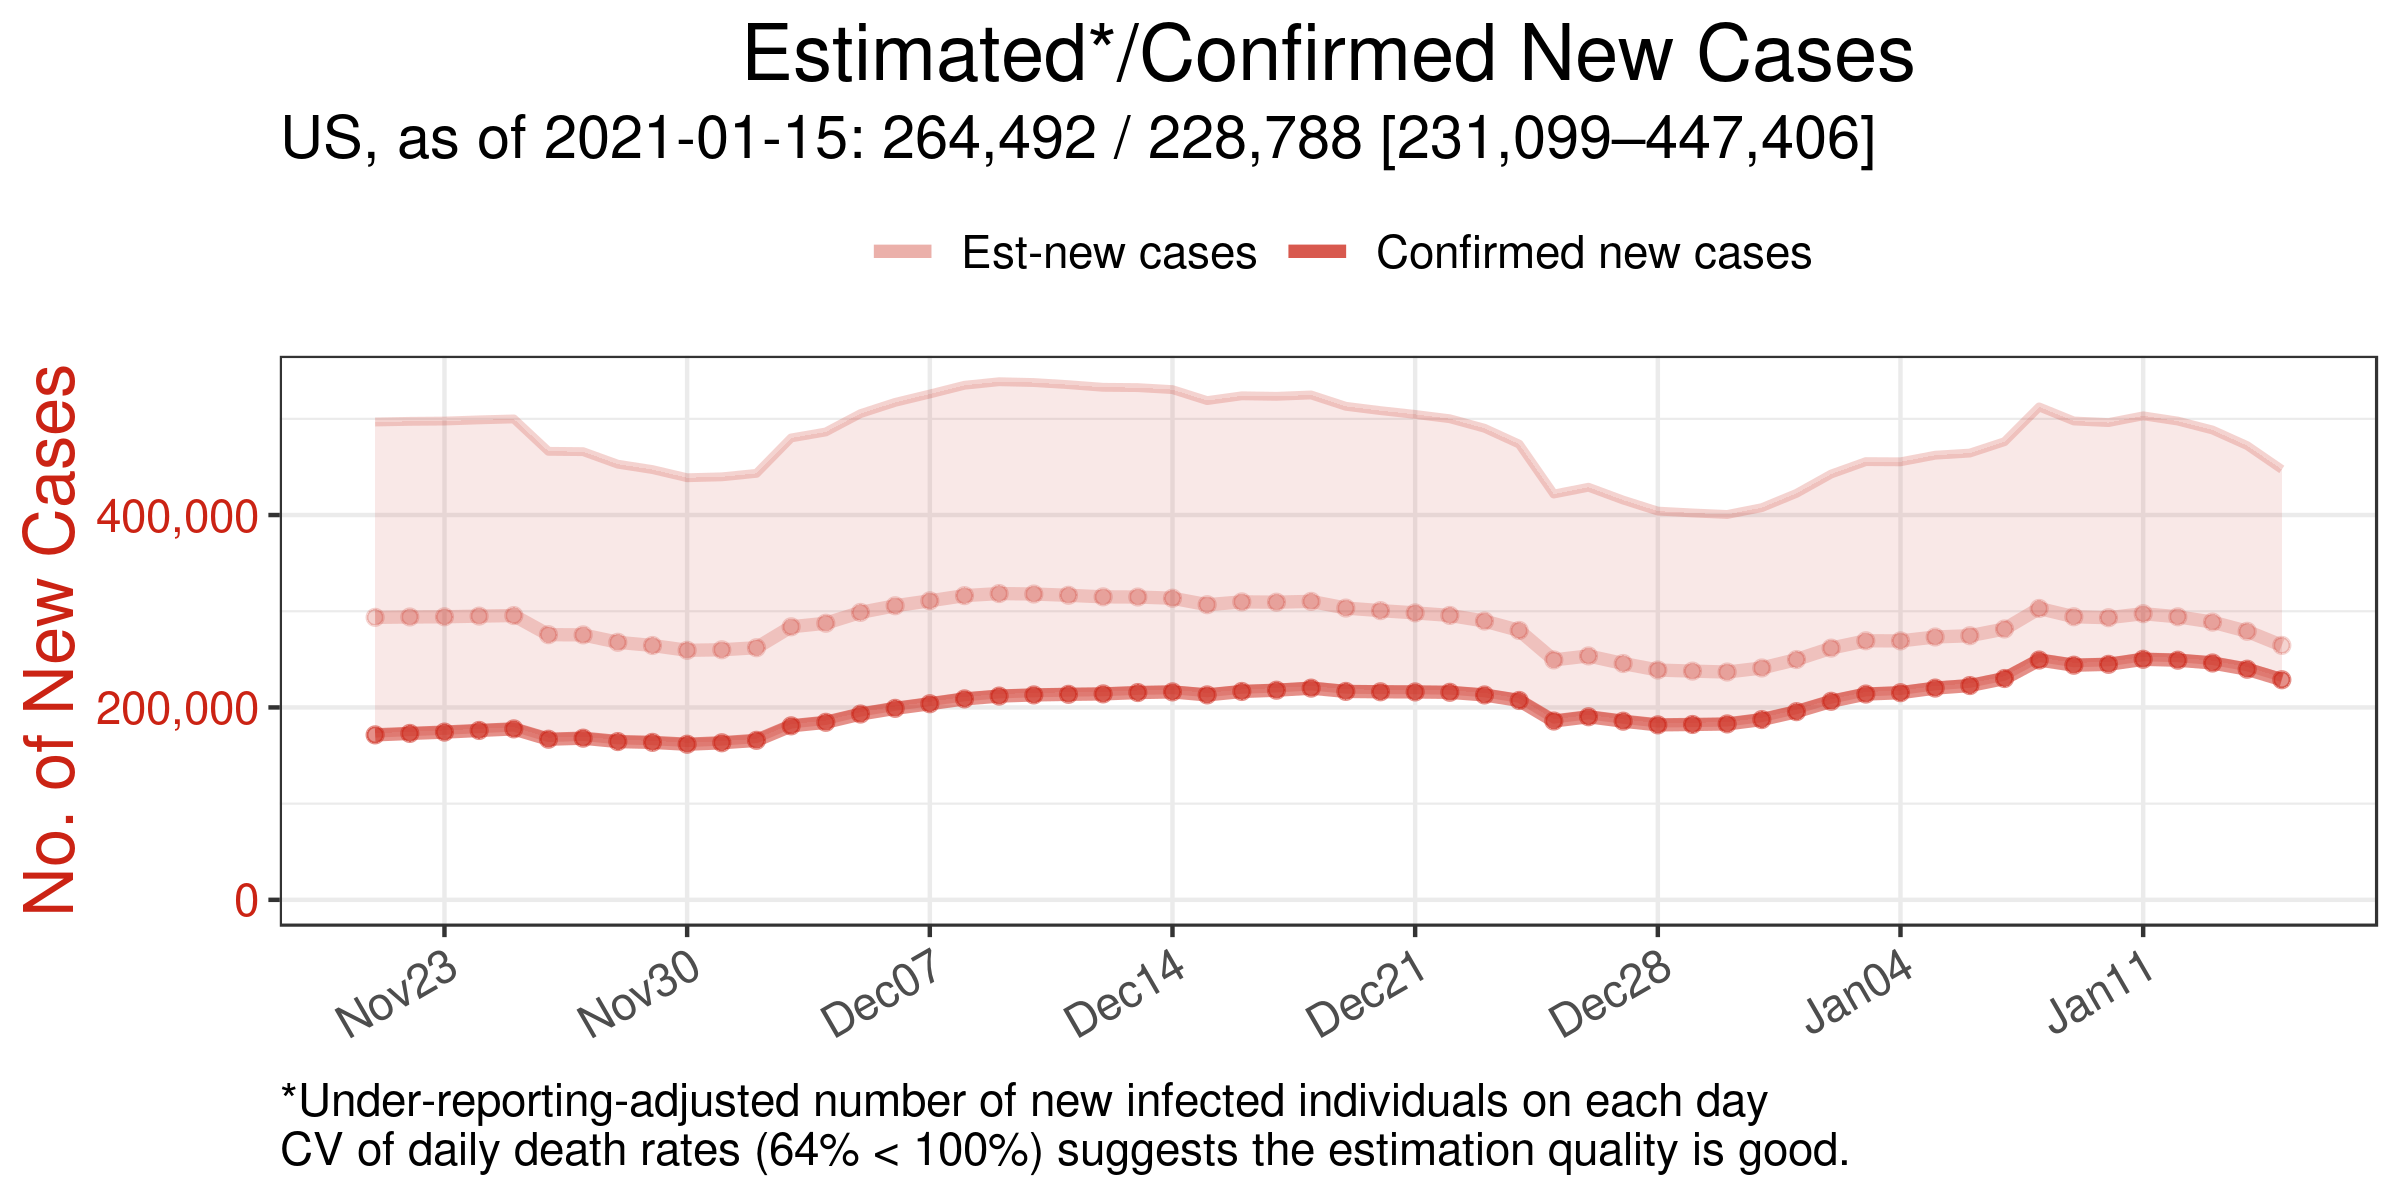 Estimated*/Confirmed New Cases
US, as of 2021-01-15: 264,492 / 228,788 [231,099–447,406]
Est-new cases
Confirmed new cases
No. of New Cases
400,000
200,000
0
Nov23
Nov30
Dec07
Dec14
Dec21
Dec28
Jan04
Jan11
*Under-reporting-adjusted number of new infected individuals on each day
CV of daily death rates (64% < 100%) suggests the estimation quality is good.